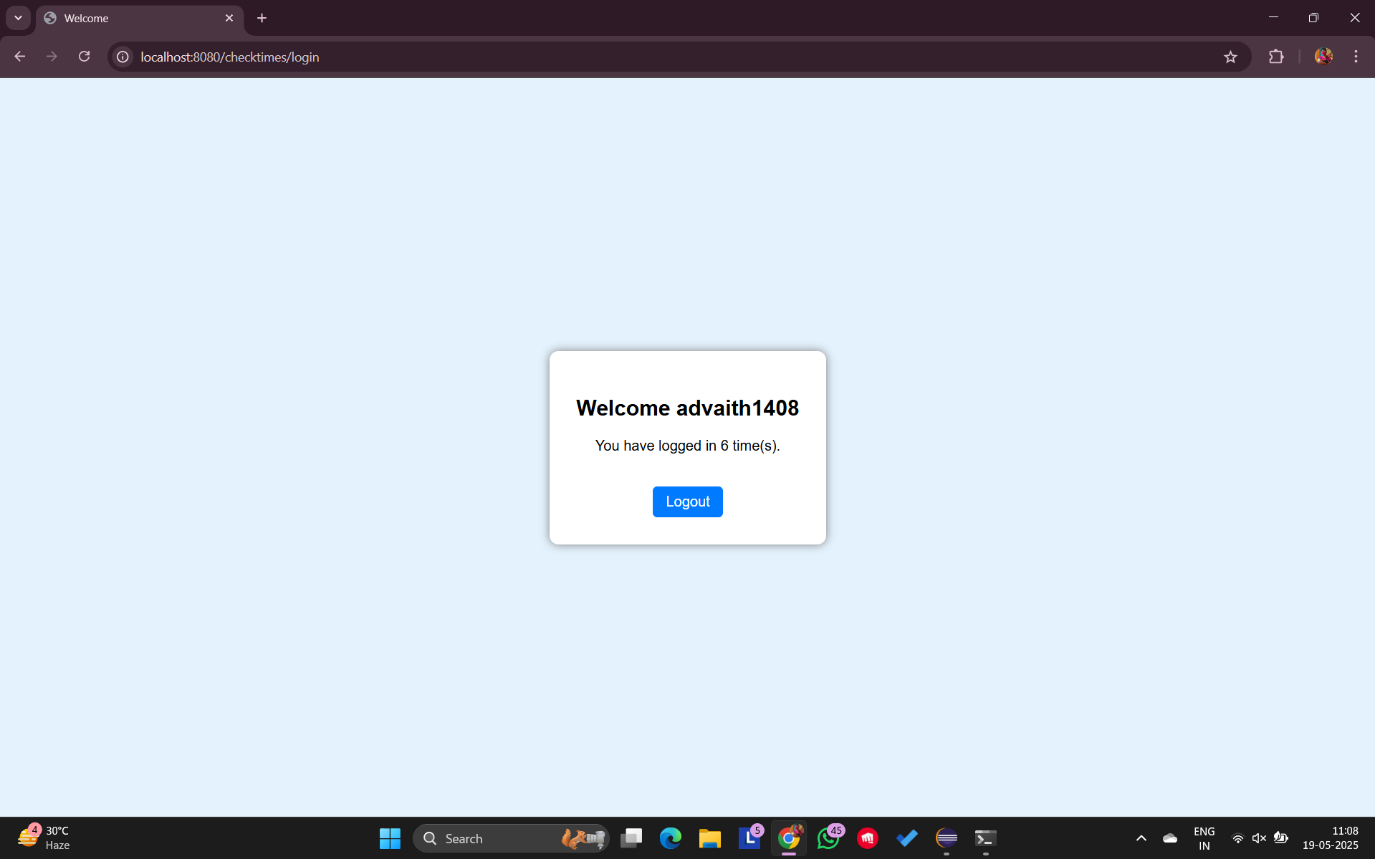 Welcome
localhost:8080/checktimes/login
Welcome advaith1408
You have logged in 6 time(s).
Logout
4
30°C
Haze
Search
L
5
45
ENG
IN
11:08
19-05-2025